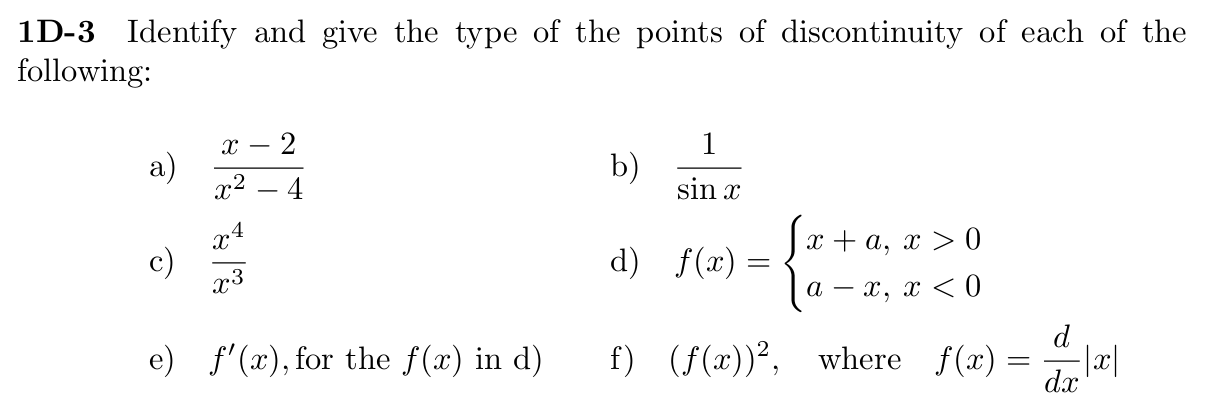 1D-3 Identify and give the type of the points of discontinuity of each of the
following:
a) \frac{x - 2}{x^2 - 4} b) \frac{1}{\sin x}
c) \frac{x^4}{x^3} d) f(x) = \begin{cases} x + a, & x > 0 \\ a - x, & x < 0 \end{cases}
e) f'(x), for the f(x) in d) f) (f(x))^2, where f(x) = \frac{d}{dx}|x|